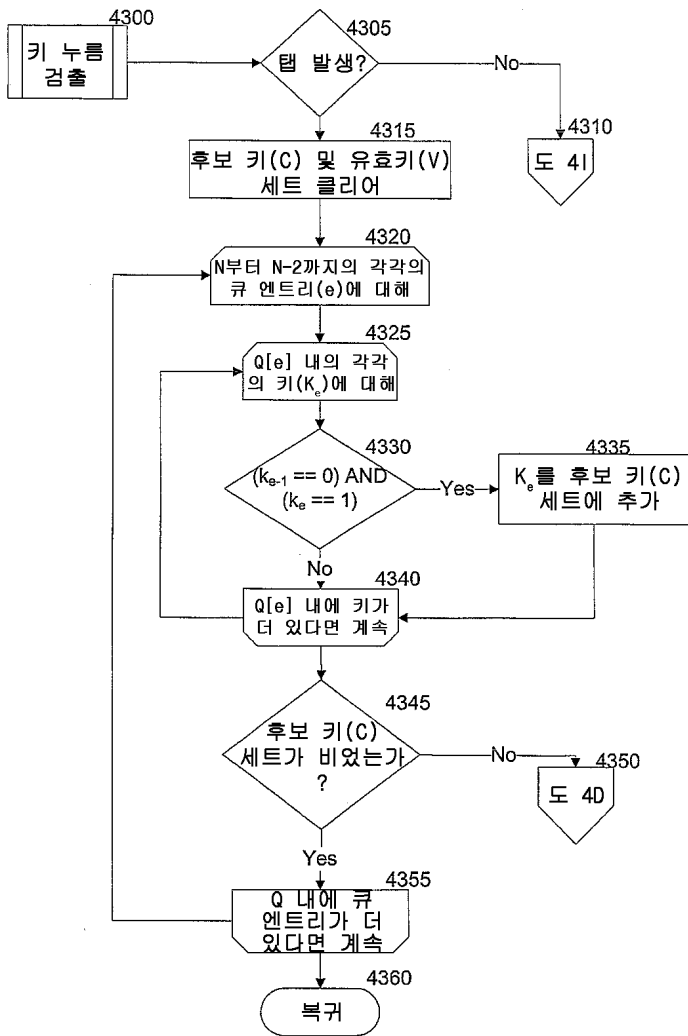 4300
키 누름
검출
4305
탭 발생?
No
4310
도 4I
4315
후보 키(C) 및 유효키(V)
세트 클리어
4320
N부터 N-2까지의 각각의
큐 엔트리(e)에 대해
4325
Q[e] 내의 각각
의 키(Ke)에 대해
4330
(ke-1 == 0) AND
(ke == 1)
Yes
4335
Ke를 후보 키(C)
세트에 추가
No
4340
Q[e] 내에 키가
더 있다면 계속
4345
후보 키(C)
세트가 비었는가
?
No
4350
도 4D
Yes
4355
Q 내에 큐
엔트리가 더
있다면 계속
4360
복귀